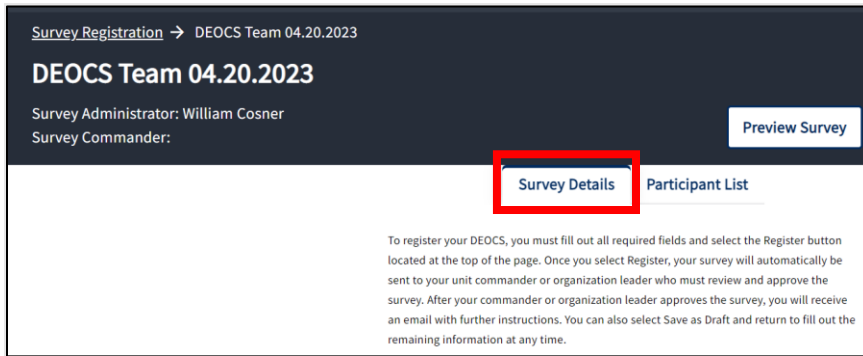 Survey Registration → DEOCS Team 04.20.2023
DEOCS Team 04.20.2023
Survey Administrator: William Cosner
Survey Commander:
Preview Survey
Survey Details
Participant List
To register your DEOCS, you must fill out all required fields and select the Register button
located at the top of the page. Once you select Register, your survey will automatically be
sent to your unit commander or organization leader who must review and approve the
survey. After your commander or organization leader approves the survey, you will receive
an email with further instructions. You can also select Save as Draft and return to fill out the
remaining information at any time.